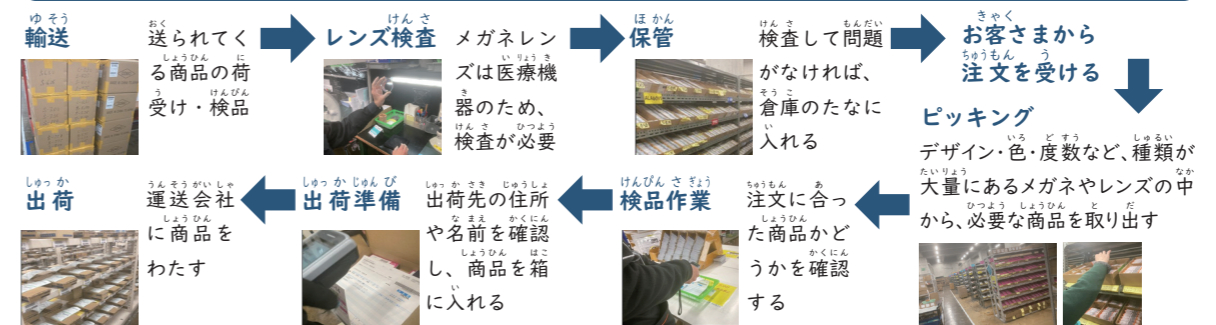 輸送
送られてく
る商品の荷
受け・検品
レンズ検査
メガネレン
ズは医療機
器のため、
検査が必要
保管
検査して問題
がなければ、
倉庫のたなに
入れる
お客さまから
注文を受ける
ピッキング
デザイン・色・度数など、種類が
大量にあるメガネやレンズの中
から、必要な商品を取り出す
検品作業
注文に合っ
た商品かど
うかを確認
する
出荷準備
出荷先の住所
や名前を確認
し、商品を箱
に入れる
出荷
運送会社
に商品を
わたす